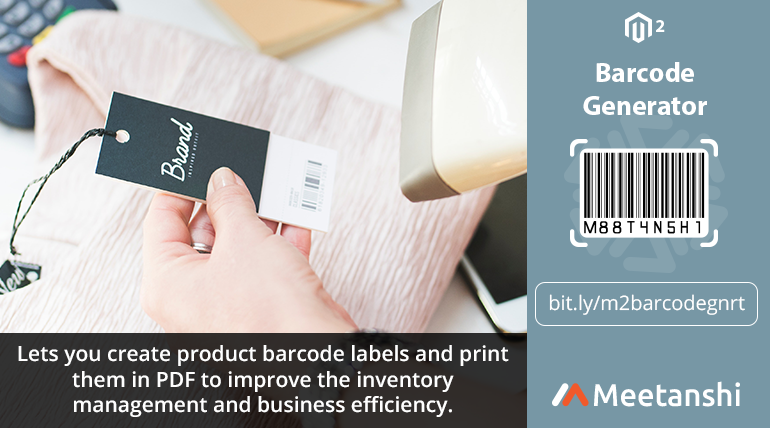 Brand
Lets you create product barcode labels and print
them in PDF to improve the inventory
management and business efficiency.
2
Barcode
Generator
M88T4N5H1
bit.ly/m2barcodegnrt
Meetanshi